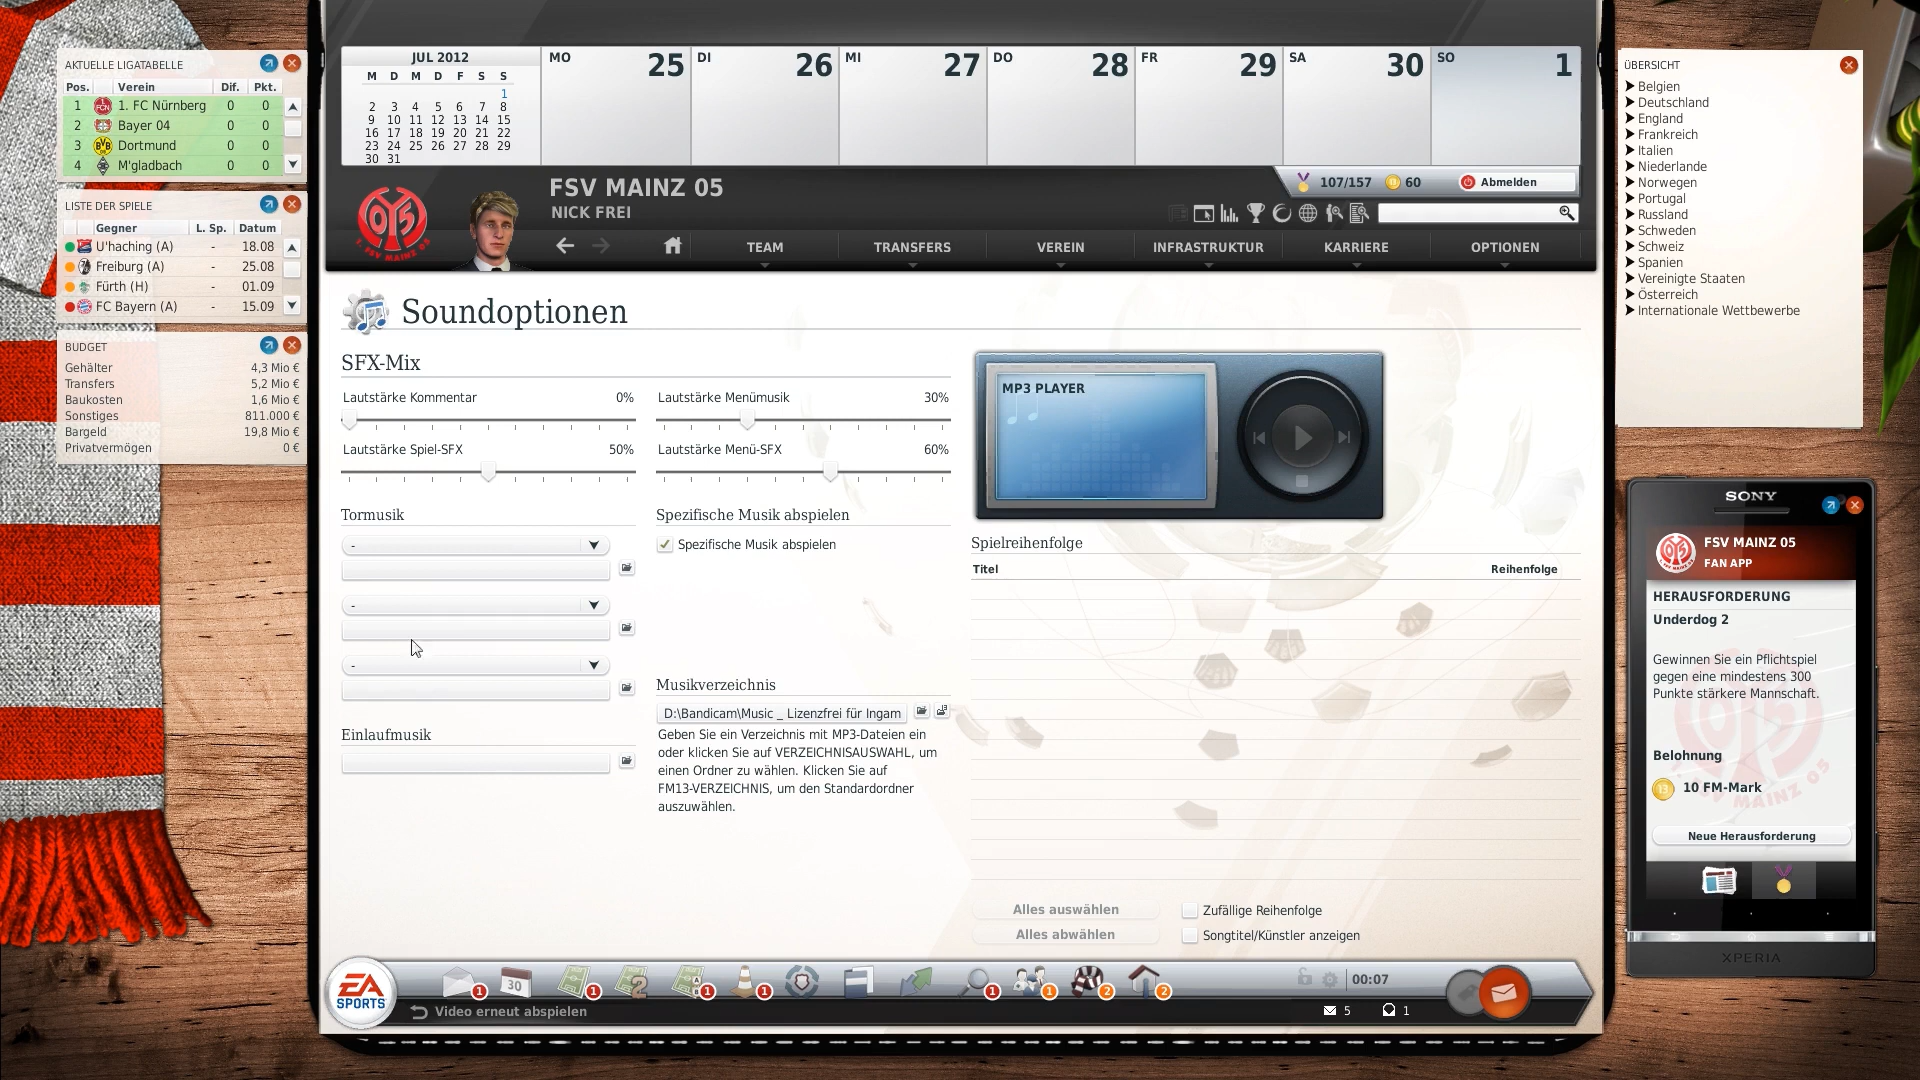 AKTUELLE LIGATABELLE
Pos. Verein Dif. Pkt.
1 1. FC Nürnberg 0 0
2 Bayer 04 0 0
3 Dortmund 0 0
4 M'gladbach 0 0
LISTE DER SPIELE
Gegner L. Sp. Datum
U'haching (A) - 18.08
Freiburg (A) - 25.08
Fürth (H) - 01.09
FC Bayern (A) - 15.09
BUDGET
Gehälter 4,3 Mio €
Transfers 5,2 Mio €
Baukosten 1,6 Mio €
Sonstiges 811.000 €
Bargeld 19,8 Mio €
Privatvermögen 0 €
JUL 2012
M D M D F S S
1
2 3 4 5 6 7 8
9 10 11 12 13 14 15
16 17 18 19 20 21 22
23 24 25 26 27 28 29
30 31
MO 25 DI 26 MI 27 DO 28 FR 29 SA 30 SO 1
FSV MAINZ 05
NICK FREI
107/157 60 Abmelden
TEAM TRANSFERS VEREIN INFRASTRUKTUR KARRIERE OPTIONEN
Soundoptionen
SFX-Mix
Lautstärke Kommentar 0%
Lautstärke Menümusik 30%
Lautstärke Spiel-SFX 50%
Lautstärke Menü-SFX 60%
Tormusik
-
-
-
Einlaufmusik
Spezifische Musik abspielen
Spezifische Musik abspielen
Musikverzeichnis
D:\Bandicam\Music _ Lizenzfrei für Ingam
Geben Sie ein Verzeichnis mit MP3-Dateien ein
oder klicken Sie auf VERZEICHNISAUSWAHL, um
einen Ordner zu wählen. Klicken Sie auf
FM13-VERZEICHNIS, um den Standardordner
auszuwählen.
MP3 PLAYER
Spielreihenfolge
Titel Reihenfolge
Alles auswählen
Alles abwählen
Zufällige Reihenfolge
Songtitel/Künstler anzeigen
EA
SPORTS
1 30 1 2 1 1 1 1 2 2
00:07
Video erneut abspielen
5 1
ÜBERSICHT
Belgien
Deutschland
England
Frankreich
Italien
Niederlande
Norwegen
Portugal
Russland
Schweden
Schweiz
Spanien
Vereinigte Staaten
Österreich
Internationale Wettbewerbe
SONY
FSV MAINZ 05
FAN APP
HERAUSFORDERUNG
Underdog 2
Gewinnen Sie ein Pflichtspiel
gegen eine mindestens 300
Punkte stärkere Mannschaft.
Belohnung
10 FM-Mark
Neue Herausforderung
XPERIA